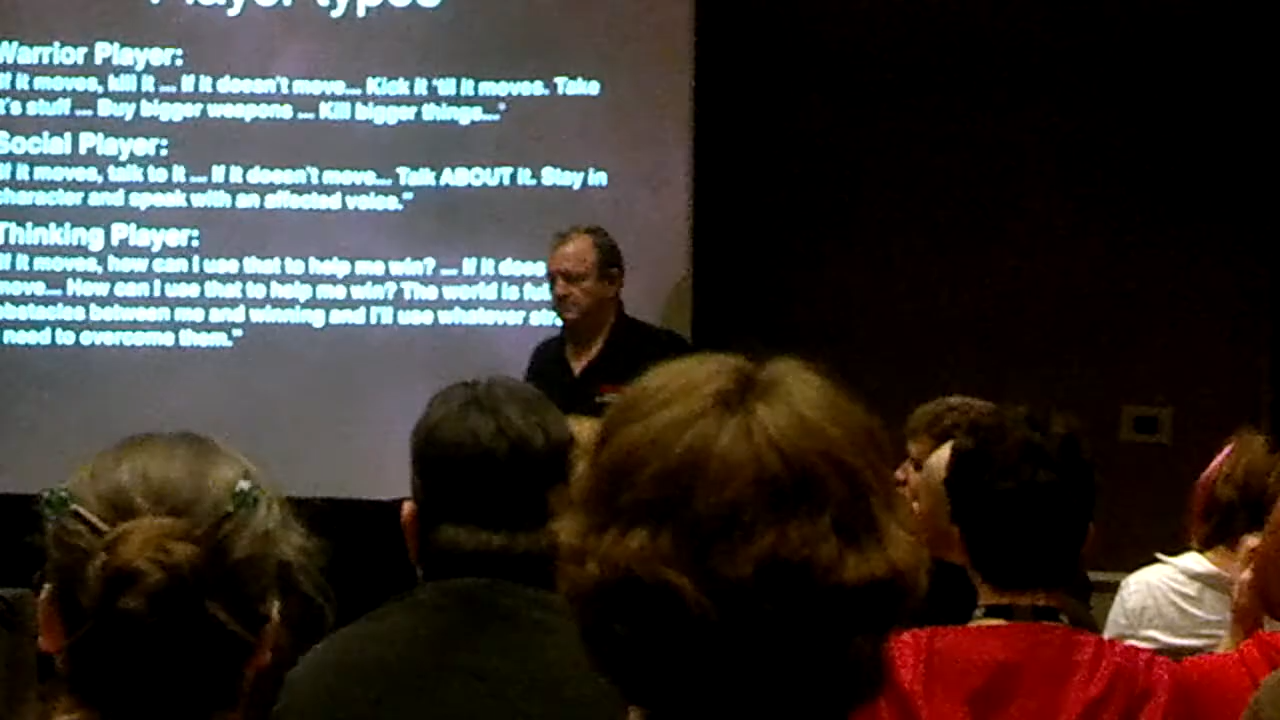 Player types
Warrior Player:
If it moves, kill it ... If it doesn't move... Kick it 'til it moves. Take
it's stuff ... Buy bigger weapons ... Kill bigger things..."
Social Player:
If it moves, talk to it ... If it doesn't move... Talk ABOUT it. Stay in
character and speak with an affected voice."
Thinking Player:
If it moves, how can I use that to help me win? ... If it does
move... How can I use that to help me win? The world is
obstacles between me and winning and I'll use whatever
need to overcome them."